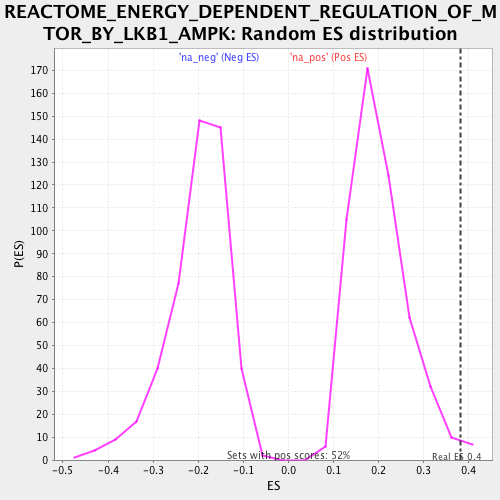 REACTOME_ENERGY_DEPENDENT_REGULATION_OF_M
TOR_BY_LKB1_AMPK: Random ES distribution
'na_neg' (Neg ES) 'na_pos' (Pos ES)
170
160
150
140
130
120
110
100
90
80
70
60
50
40
30
20
10
0
P(ES)
Sets with pos scores: 52%
Real ES 0.4
-0.5 -0.4 -0.3 -0.2 -0.1 0.0 0.1 0.2 0.3 0.4
ES